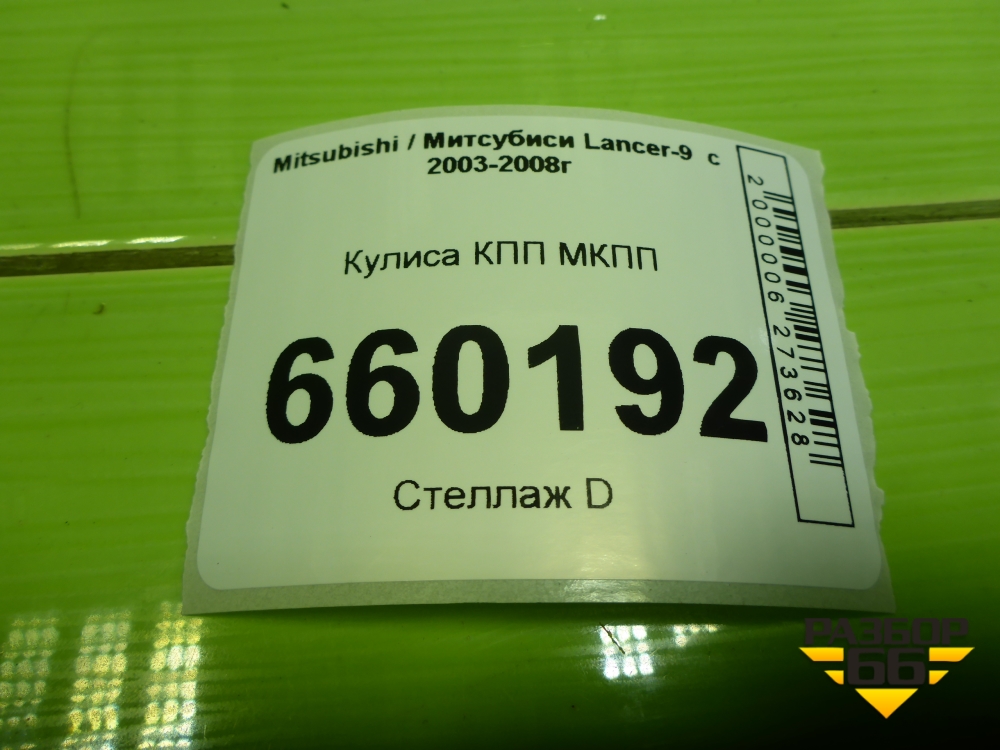 Mitsubishi / Митсубиси Lancer-9 с
2003-2008г
Кулиса КПП МКПП
660192
Стеллаж D
2000006273628
РАЗБОР
66